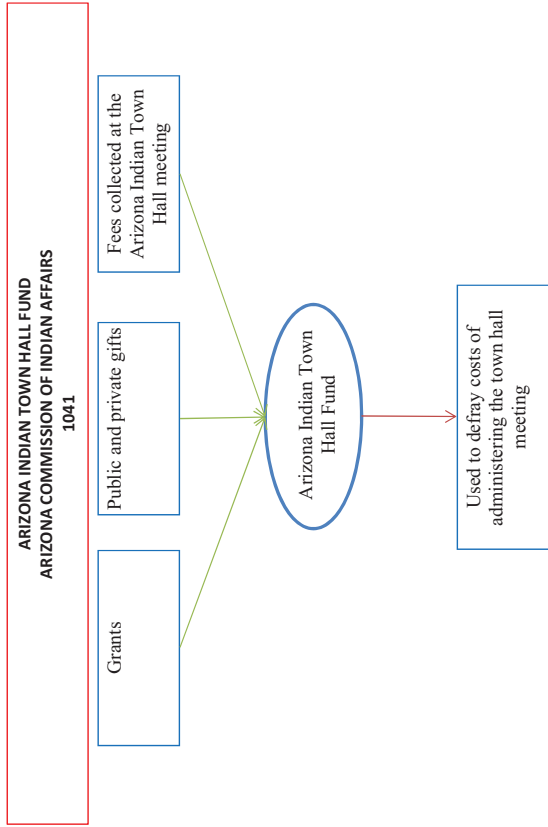 ARIZONA INDIAN TOWN HALL FUND
ARIZONA COMMISSION OF INDIAN AFFAIRS
1041
Grants
Public and private gifts
Fees collected at the
Arizona Indian Town
Hall meeting
Arizona Indian Town
Hall Fund
Used to defray costs of
administering the town hall
meeting